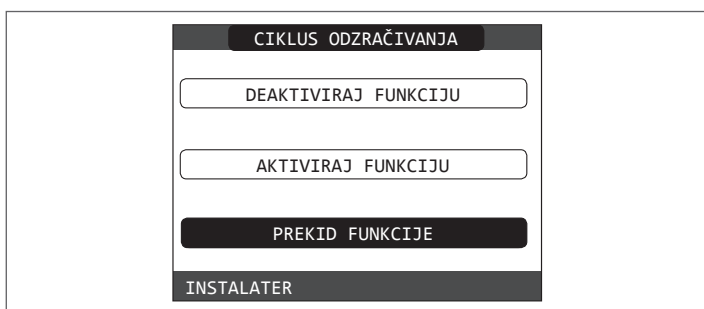 CIKLUS ODZRAČIVANJA
DEAKTIVIRAJ FUNKCIJU
AKTIVIRAJ FUNKCIJU
PREKID FUNKCIJE
INSTALATER